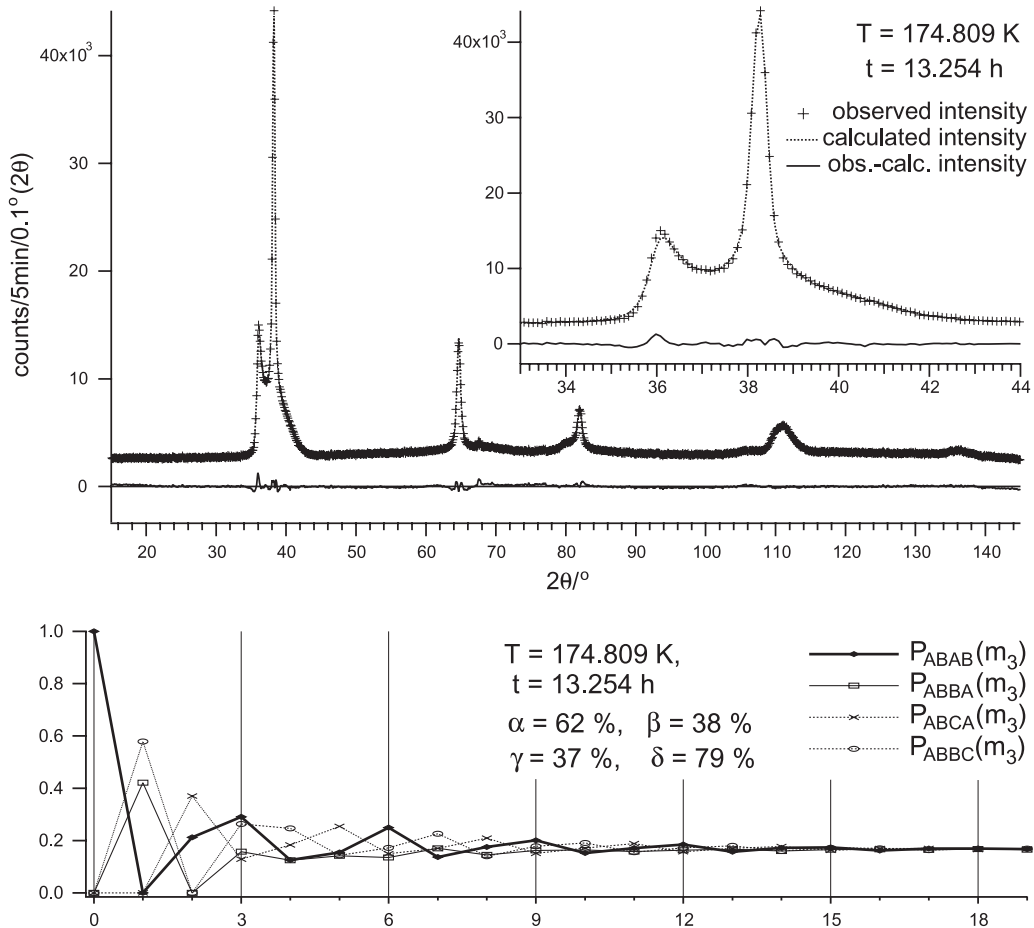 40x10³
30
20
10
0
counts/5min/0.1° (2θ)
20 30 40 50 60 70 80 90 100 110 120 130 140
2θ/°
40x10³
30
20
10
0
34 36 38 40 42 44
T = 174.809 K
t = 13.254 h
observed intensity
calculated intensity
obs.-calc. intensity
1.0
0.8
0.6
0.4
0.2
0.0
0 3 6 9 12 15 18
T = 174.809 K,
t = 13.254 h
α = 62 %, β = 38 %
γ = 37 %, δ = 79 %
P_ABAB(m₃)
P_ABBA(m₃)
P_ABCA(m₃)
P_ABBC(m₃)